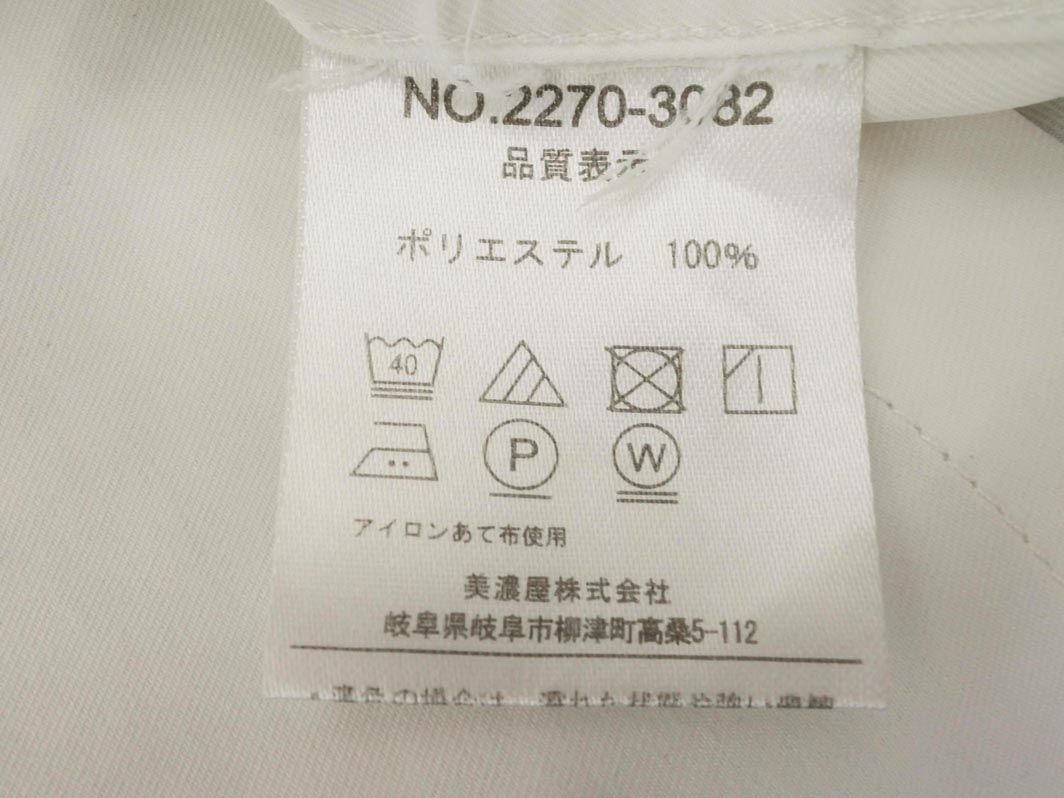 NO.2270-3082
品質表示
ポリエステル 100%
40
P W
アイロンあて布使用
美濃屋株式会社
岐阜県岐阜市柳津町高桑5-112